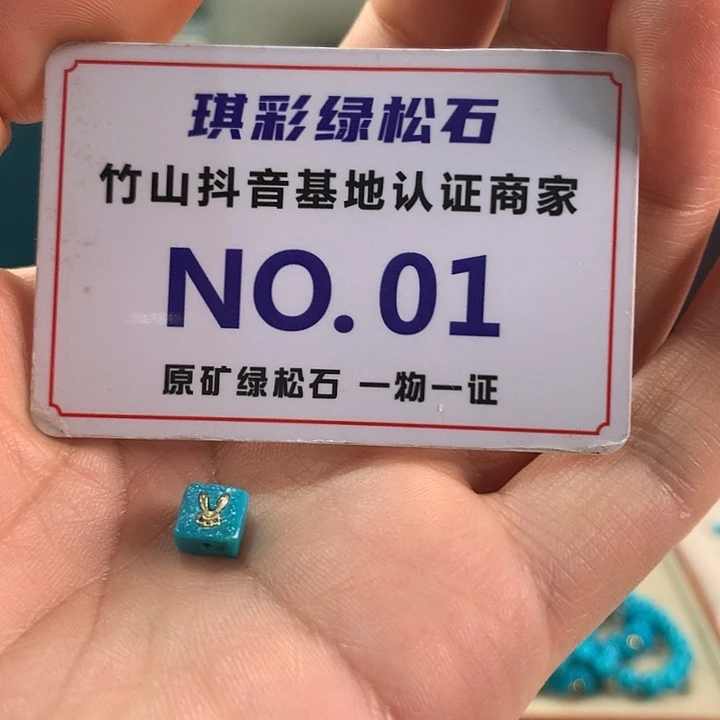 琪彩绿松石
竹山抖音基地认证商家
NO.01
原矿绿松石 一物一证